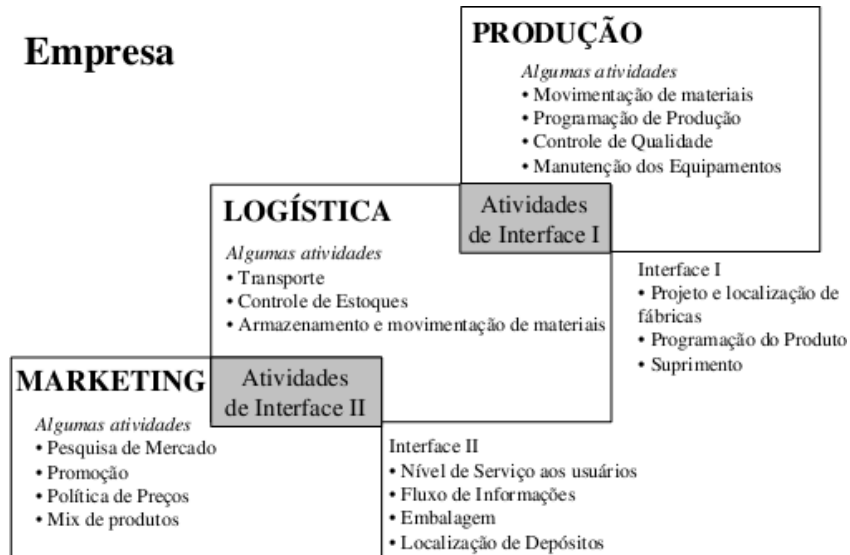 Empresa
PRODUÇÃO
Algumas atividades
• Movimentação de materiais
• Programação de Produção
• Controle de Qualidade
• Manutenção dos Equipamentos
Atividades
de Interface I
LOGÍSTICA
Algumas atividades
• Transporte
• Controle de Estoques
• Armazenamento e movimentação de materiais
Interface I
• Projeto e localização de
fábricas
• Programação do Produto
• Suprimento
MARKETING
Atividades
de Interface II
Algumas atividades
• Pesquisa de Mercado
• Promoção
• Política de Preços
• Mix de produtos
Interface II
• Nível de Serviço aos usuários
• Fluxo de Informações
• Embalagem
• Localização de Depósitos